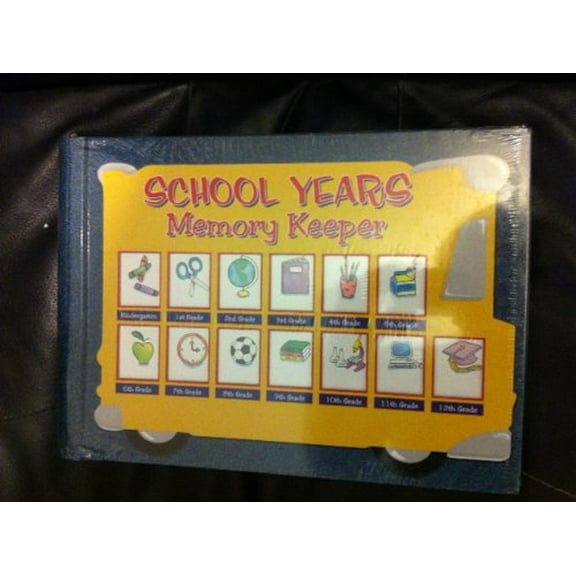 SCHOOL YEARS
Memory Keeper
Kindergarten 1st Grade 2nd Grade 3rd Grade 4th Grade 5th Grade
6th Grade 7th Grade 8th Grade 9th Grade 10th Grade 11th Grade 12th Grade